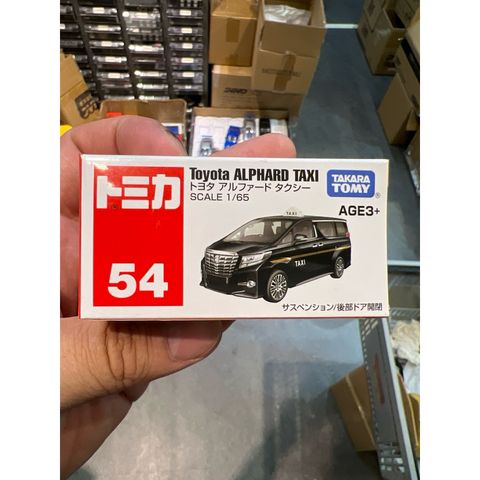 トミカ
54
Toyota ALPHARD TAXI
トヨタ アルファード タクシー
SCALE 1/65
TAKARA
TOMY
AGE3+
TAXI
TAXI
サスペンション/後部ドア開閉